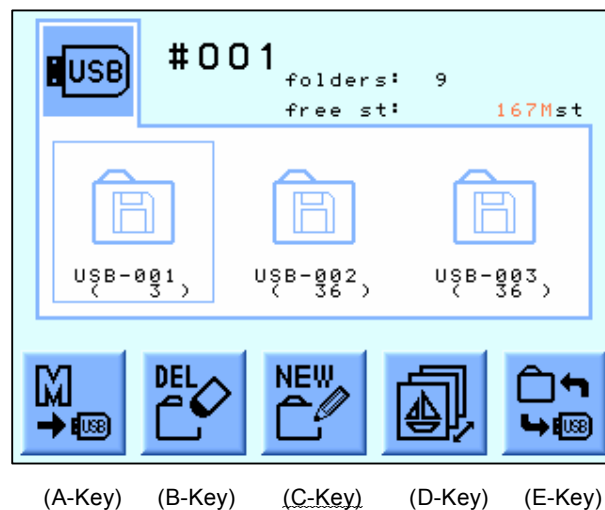 USB
#001
folders: 9
free st: 167Mst
USB-001 USB-002 USB-003
( 3 ) ( 36 ) ( 36 )
M DEL NEW
USB USB
(A-Key) (B-Key) (C-Key) (D-Key) (E-Key)